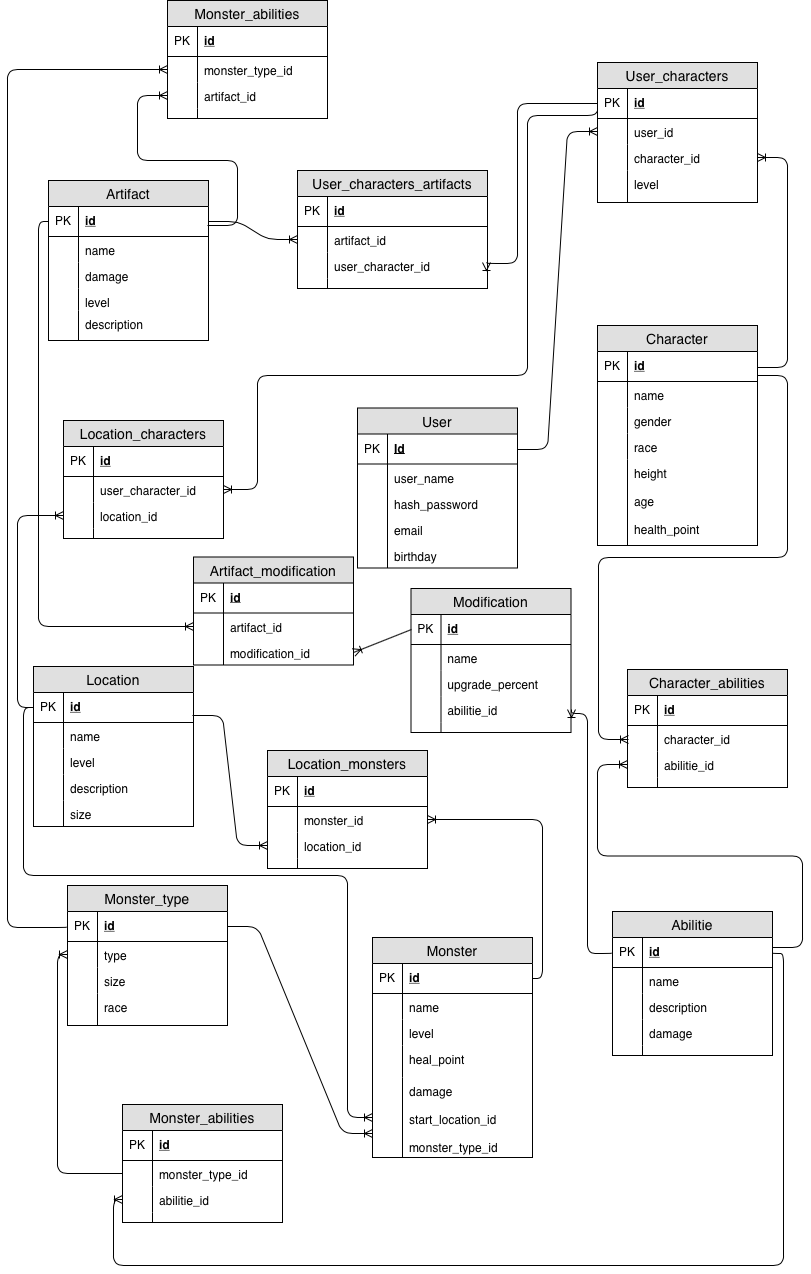 Monster_abilities
PK id
monster_type_id
artifact_id
User_characters
PK id
user_id
character_id
level
User_characters_artifacts
PK id
artifact_id
user_character_id
Artifact
PK id
name
damage
level
description
Character
PK id
name
gender
race
height
age
health_point
User
PK Id
user_name
hash_password
email
birthday
Location_characters
PK id
user_character_id
location_id
Artifact_modification
PK id
artifact_id
modification_id
Modification
PK id
name
upgrade_percent
abilitie_id
Location
PK id
name
level
description
size
Character_abilities
PK id
character_id
abilitie_id
Location_monsters
PK id
monster_id
location_id
Monster_type
PK id
type
size
race
Abilitie
PK id
name
description
damage
Monster
PK id
name
level
heal_point
damage
start_location_id
monster_type_id
Monster_abilities
PK id
monster_type_id
abilitie_id